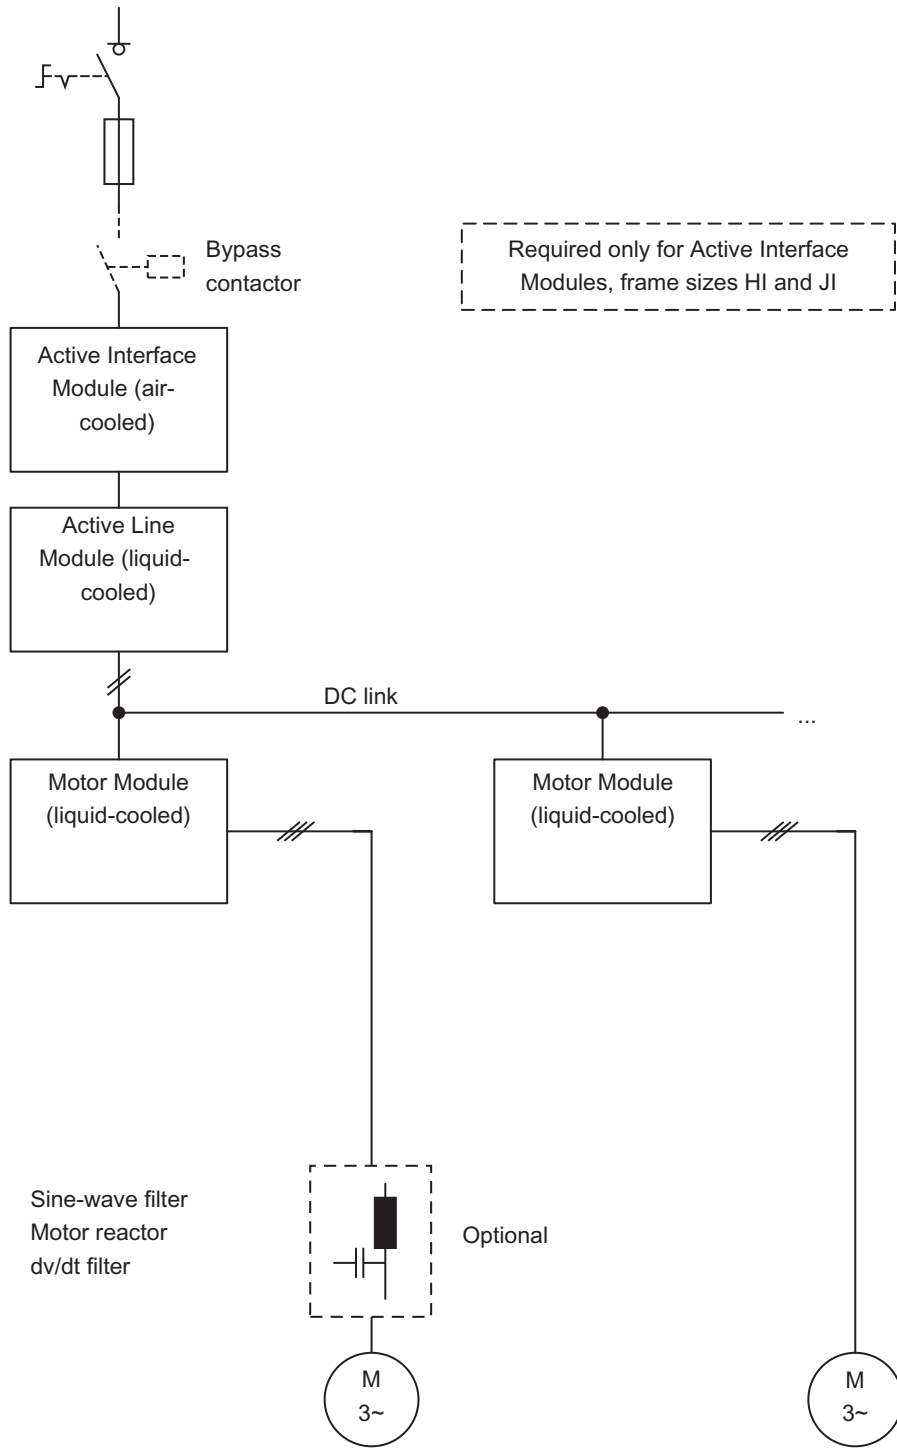 Bypass
contactor
Required only for Active Interface
Modules, frame sizes HI and JI
Active Interface
Module (air-
cooled)
Active Line
Module (liquid-
cooled)
DC link
...
Motor Module
(liquid-cooled)
Motor Module
(liquid-cooled)
Sine-wave filter
Motor reactor
dv/dt filter
Optional
M
3~
M
3~